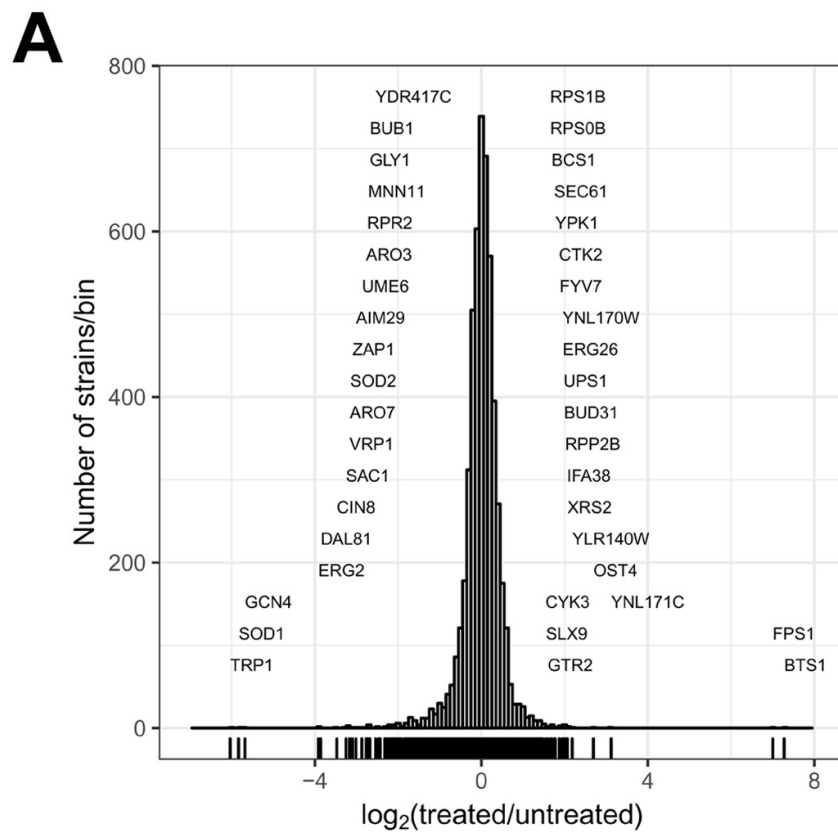 A
800
YDR417C RPS1B
BUB1 RPS0B
GLY1 BCS1
MNN11 SEC61
600
RPR2 YPK1
ARO3 CTK2
UME6 FYV7
AIM29 YNL170W
ZAP1 ERG26
SOD2 UPS1
400
ARO7 BUD31
VRP1 RPP2B
SAC1 IFA38
CIN8 XRS2
DAL81 YLR140W
200
ERG2 OST4
GCN4 CYK3 YNL171C
SOD1 SLX9 FPS1
TRP1 GTR2 BTS1
0
Number of strains/bin
−4 0 4 8
log₂(treated/untreated)